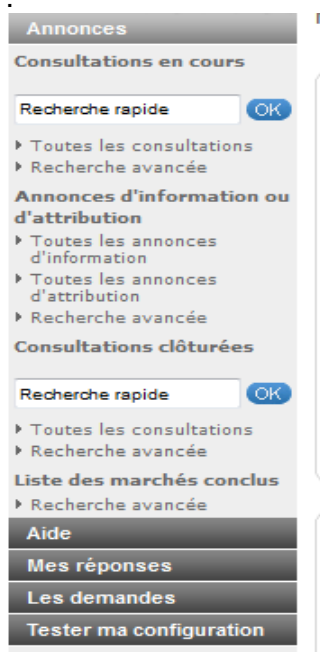 Annonces
Consultations en cours
Recherche rapide OK
Toutes les consultations
Recherche avancée
Annonces d'information ou
d'attribution
Toutes les annonces
d'information
Toutes les annonces
d'attribution
Recherche avancée
Consultations clôturées
Recherche rapide OK
Toutes les consultations
Recherche avancée
Liste des marchés conclus
Recherche avancée
Aide
Mes réponses
Les demandes
Tester ma configuration